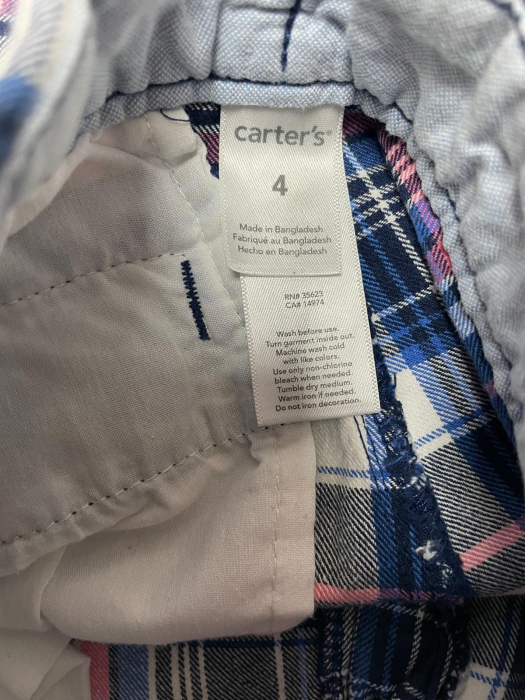 carter's®
4
Made in Bangladesh
Fabriqué au Bangladesh
Hecho en Bangladesh
RN# 35623
CA# 14974
Wash before use.
Turn garment inside out.
Machine wash cold
with like colors.
Use only non-chlorine
bleach when needed.
Tumble dry medium.
Warm iron if needed.
Do not iron decoration.